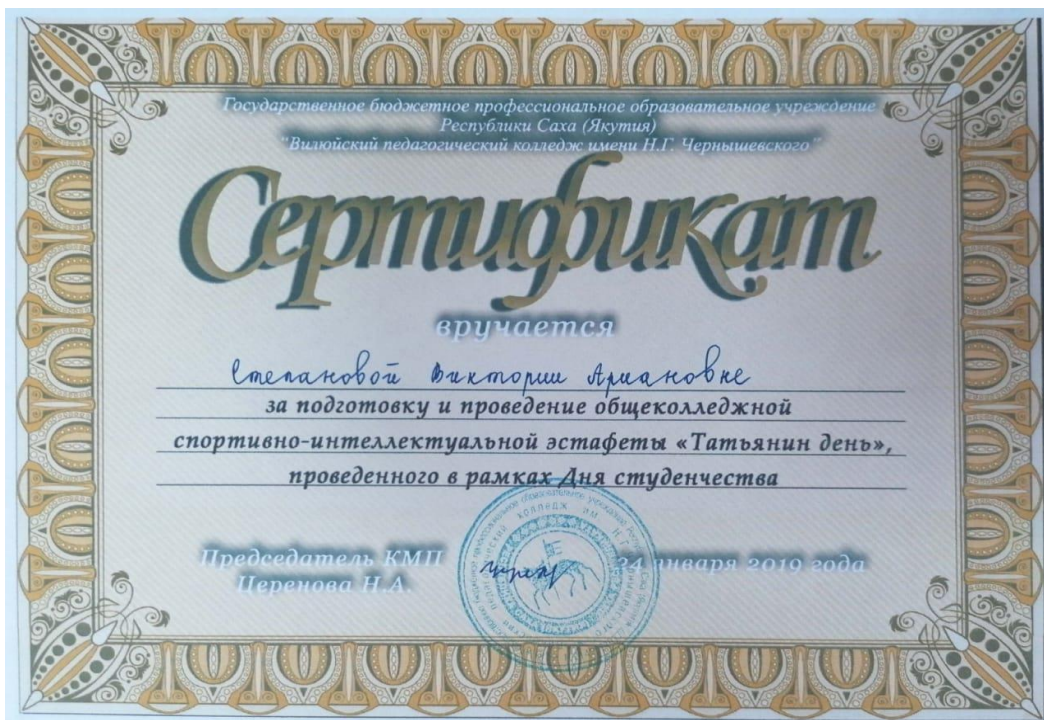 Государственное бюджетное профессиональное образовательное учреждение
Республики Саха (Якутия)
"Вилюйский педагогический колледж имени Н.Г. Чернышевского"
Сертификат
вручается
Степановой Виктории Ариановне
за подготовку и проведение общеколледжной
спортивно-интеллектуальной эстафеты «Татьянин день»,
проведенного в рамках Дня студенчества
Председатель КМП
Церенова Н.А.
24 января 2019 года